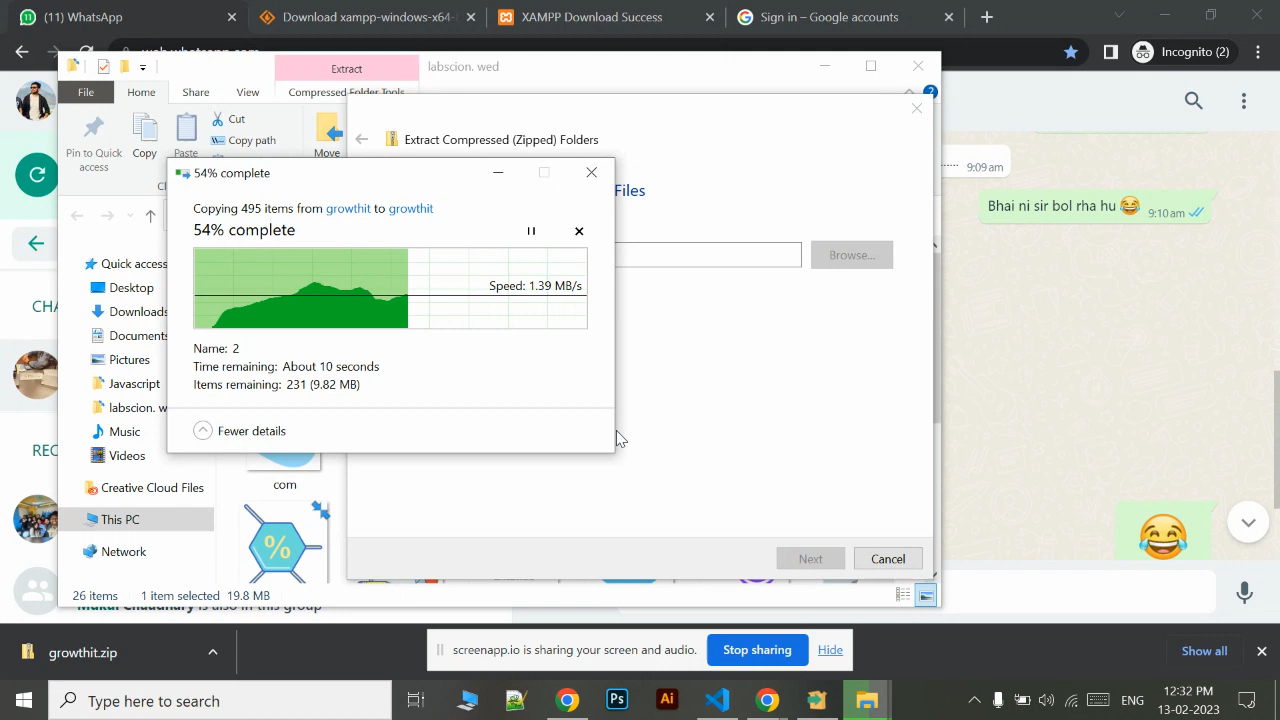 (11) WhatsApp
Download xampp-windows-x64-
XAMPP Download Success
Sign in – Google accounts
Incognito (2)
Extract
labscion. wed
File
Home
Share
View
Compressed Folder Tools
Pin to Quick access
Copy
Paste
Cut
Copy path
Move
Extract Compressed (Zipped) Folders
Files
Browse...
54% complete
Copying 495 items from growthit to growthit
54% complete
Speed: 1.39 MB/s
Name: 2
Time remaining: About 10 seconds
Items remaining: 231 (9.82 MB)
Fewer details
Quick access
Desktop
Downloads
Documents
Pictures
Javascript
labscion. w
Music
Videos
Creative Cloud Files
This PC
Network
com
%
Next
Cancel
26 items
1 item selected
19.8 MB
9:09am
Bhai ni sir bol rha hu 😂
9:10am
😂
CHA
REC
is also in this group
growthit.zip
screenapp.io is sharing your screen and audio.
Stop sharing
Hide
Show all
Type here to search
Ps
Ai
ENG
12:32 PM
13-02-2023